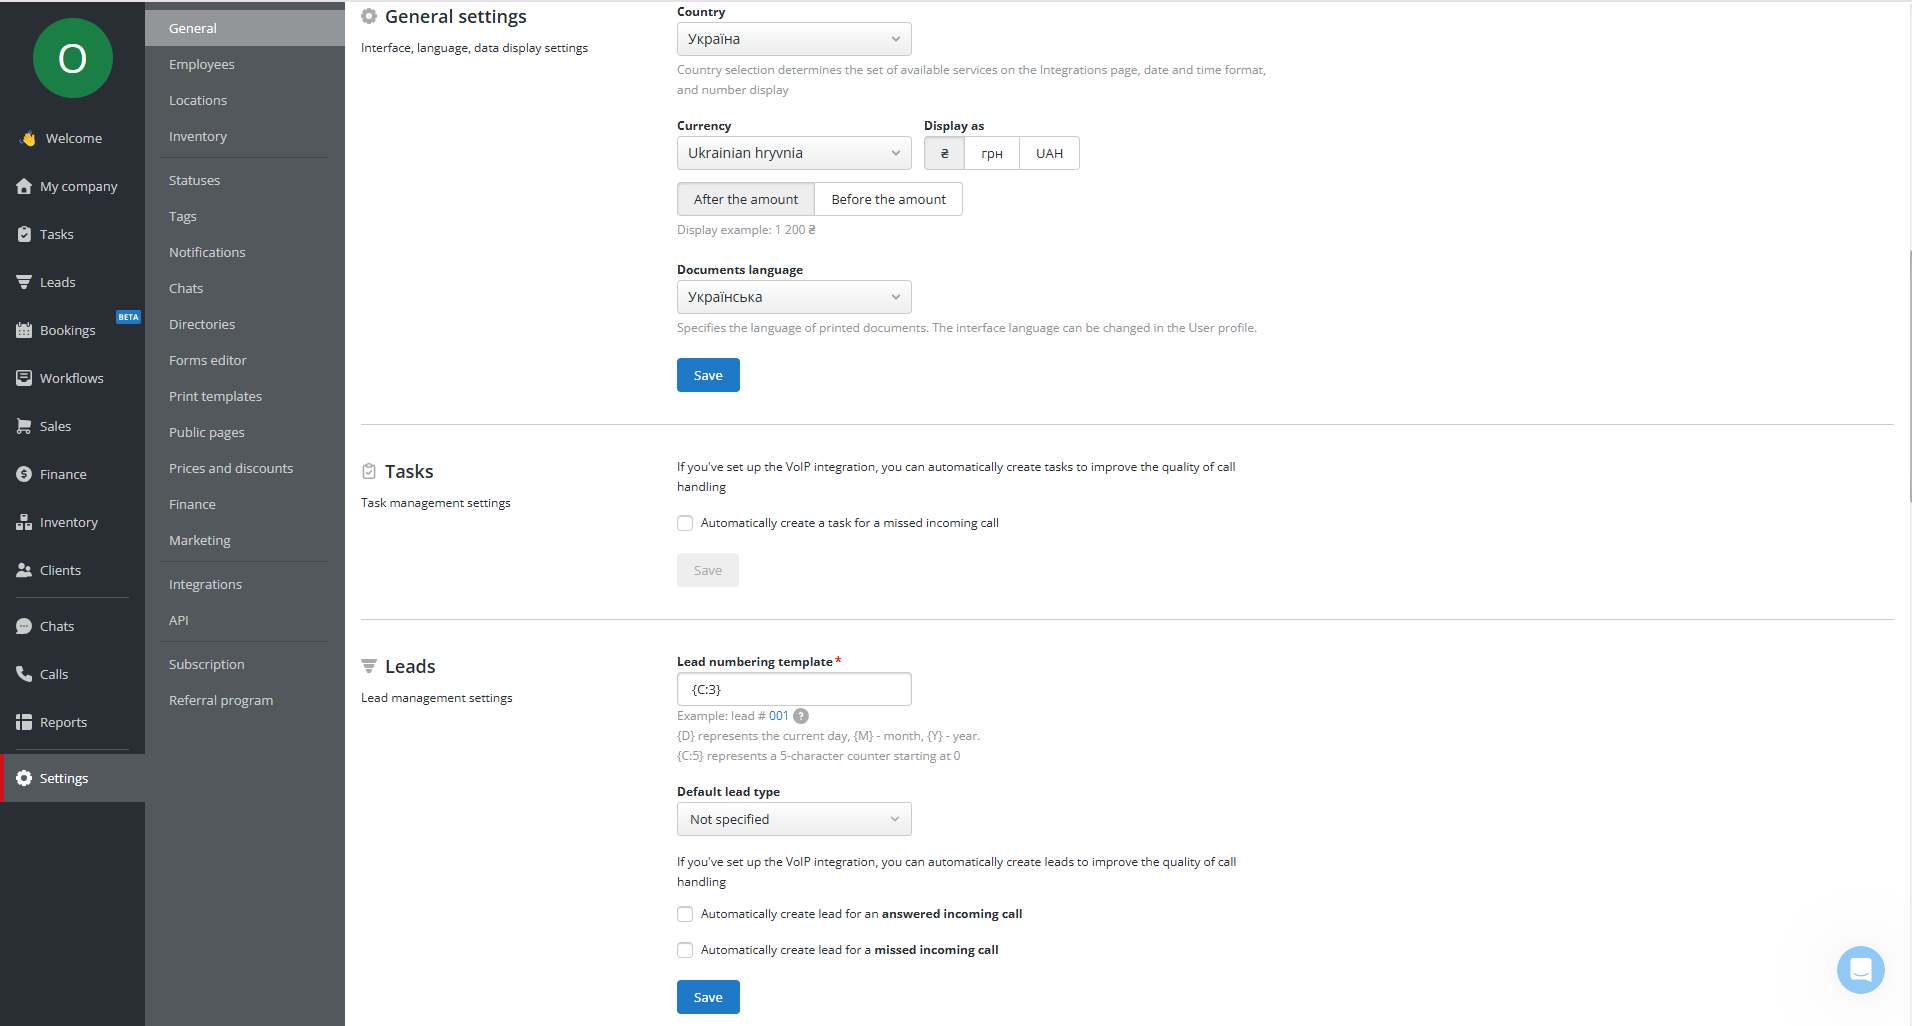 O
Welcome
My company
Tasks
Leads
Bookings
BETA
Workflows
Sales
Finance
Inventory
Clients
Chats
Calls
Reports
Settings
General
Employees
Locations
Inventory
Statuses
Tags
Notifications
Chats
Directories
Forms editor
Print templates
Public pages
Prices and discounts
Finance
Marketing
Integrations
API
Subscription
Referral program
General settings
Interface, language, data display settings
Country
Україна
Country selection determines the set of available services on the Integrations page, date and time format,
and number display
Currency
Ukrainian hryvnia
Display as
₴
грн
UAH
After the amount
Before the amount
Display example: 1 200 ₴
Documents language
Українська
Specifies the language of printed documents. The interface language can be changed in the User profile.
Save
Tasks
Task management settings
If you've set up the VoIP integration, you can automatically create tasks to improve the quality of call
handling
Automatically create a task for a missed incoming call
Save
Leads
Lead management settings
Lead numbering template*
{C:3}
Example: lead # 001 ?
{D} represents the current day, {M} - month, {Y} - year.
{C:5} represents a 5-character counter starting at 0
Default lead type
Not specified
If you've set up the VoIP integration, you can automatically create leads to improve the quality of call
handling
Automatically create lead for an answered incoming call
Automatically create lead for a missed incoming call
Save